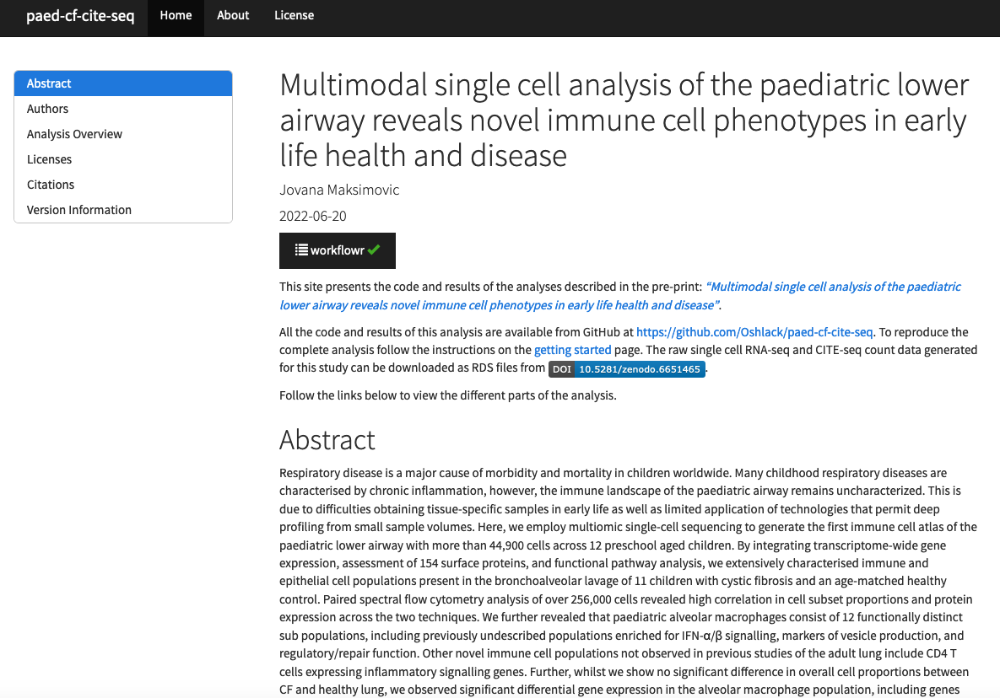 paed-cf-cite-seq Home About License
Abstract
Authors
Analysis Overview
Licenses
Citations
Version Information
Multimodal single cell analysis of the paediatric lower
airway reveals novel immune cell phenotypes in early
life health and disease
Jovana Maksimovic
2022-06-20
workflowr
This site presents the code and results of the analyses described in the pre-print: “Multimodal single cell analysis of the paediatric
lower airway reveals novel immune cell phenotypes in early life health and disease”.
All the code and results of this analysis are available from GitHub at https://github.com/Oshlack/paed-cf-cite-seq. To reproduce the
complete analysis follow the instructions on the getting started page. The raw single cell RNA-seq and CITE-seq count data generated
for this study can be downloaded as RDS files from DOI 10.5281/zenodo.6651465.
Follow the links below to view the different parts of the analysis.
Abstract
Respiratory disease is a major cause of morbidity and mortality in children worldwide. Many childhood respiratory diseases are
characterised by chronic inflammation, however, the immune landscape of the paediatric airway remains uncharacterized. This is
due to difficulties obtaining tissue-specific samples in early life as well as limited application of technologies that permit deep
profiling from small sample volumes. Here, we employ multiomic single-cell sequencing to generate the first immune cell atlas of the
paediatric lower airway with more than 44,900 cells across 12 preschool aged children. By integrating transcriptome-wide gene
expression, assessment of 154 surface proteins, and functional pathway analysis, we extensively characterised immune and
epithelial cell populations present in the bronchoalveolar lavage of 11 children with cystic fibrosis and an age-matched healthy
control. Paired spectral flow cytometry analysis of over 256,000 cells revealed high correlation in cell subset proportions and protein
expression across the two techniques. We further revealed that paediatric alveolar macrophages consist of 12 functionally distinct
sub populations, including previously undescribed populations enriched for IFN-α/β signalling, markers of vesicle production, and
regulatory/repair function. Other novel immune cell populations not observed in previous studies of the adult lung include CD4 T
cells expressing inflammatory signalling genes. Further, whilst we show no significant difference in overall cell proportions between
CF and healthy lung, we observed significant differential gene expression in the alveolar macrophage population, including genes